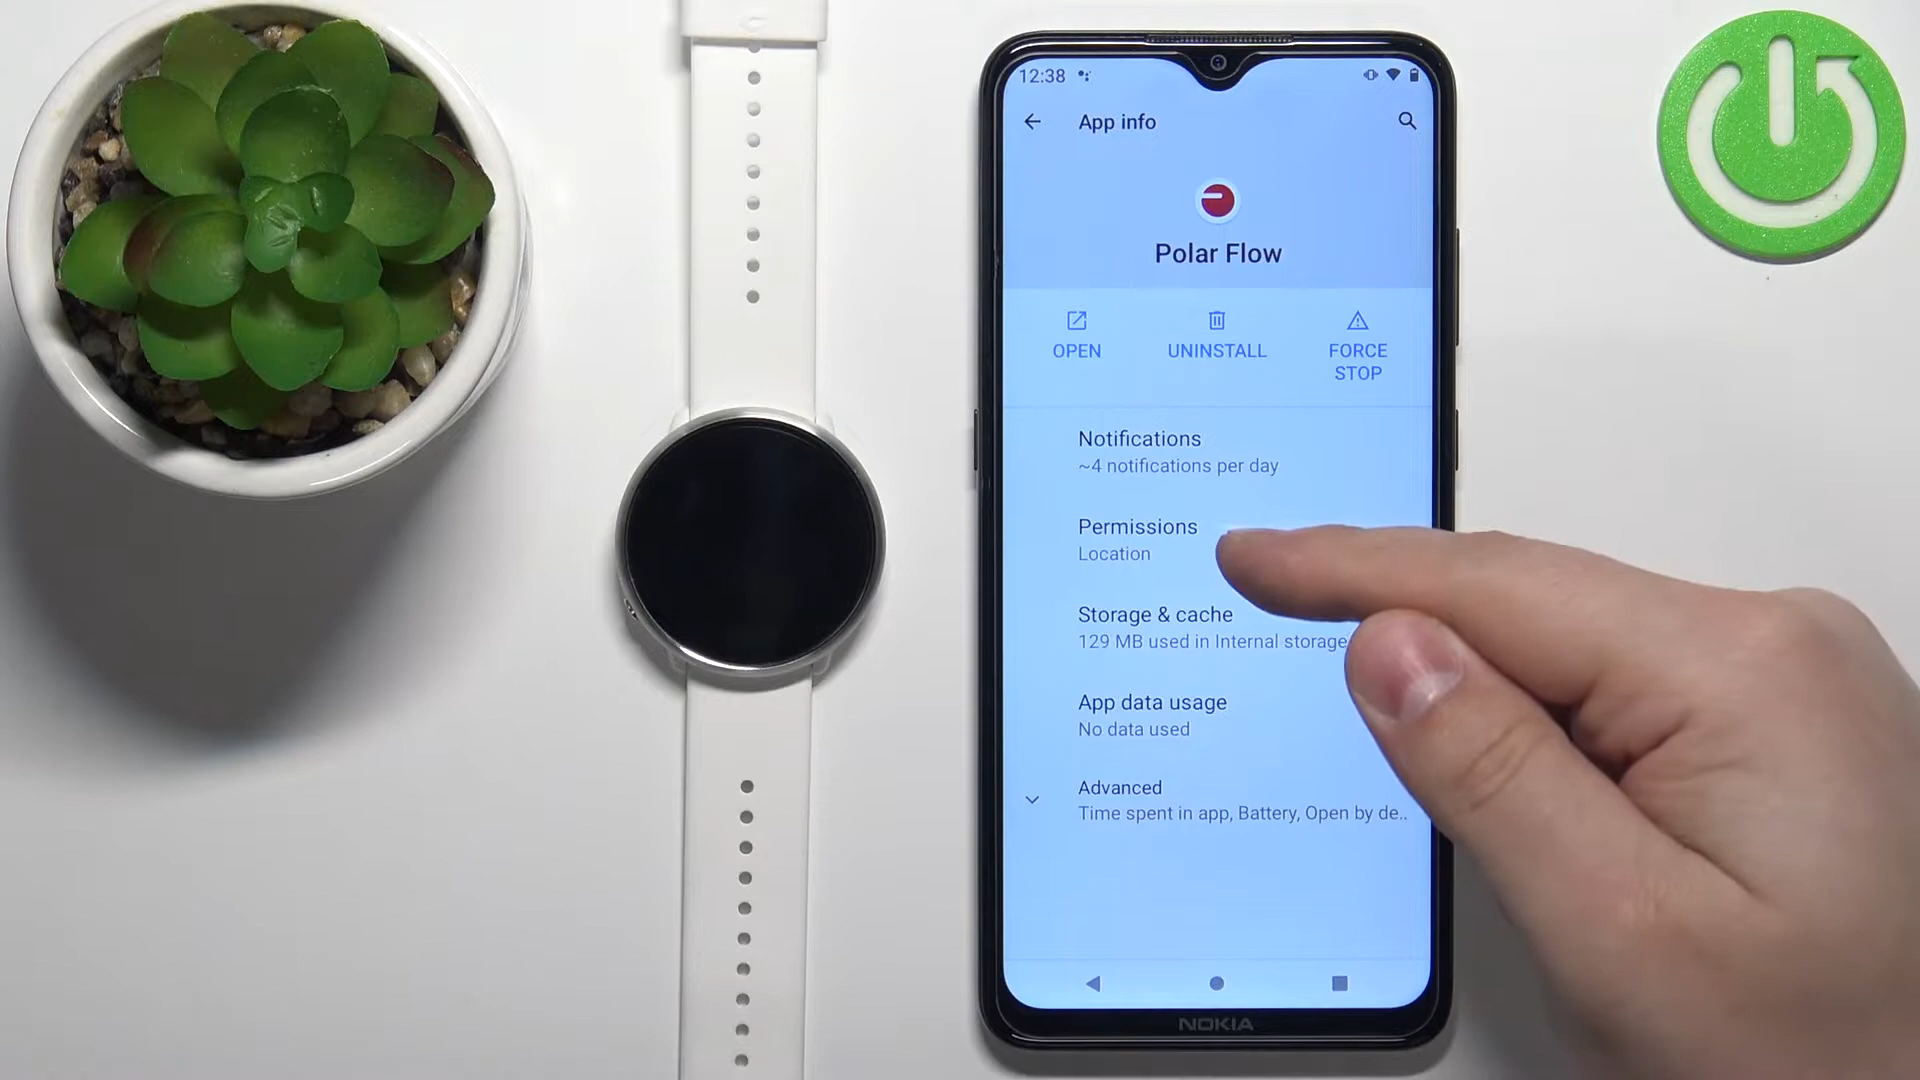 12:38
App info
Polar Flow
OPEN
UNINSTALL
FORCE
STOP
Notifications
~4 notifications per day
Permissions
Location
Storage & cache
129 MB used in Internal storage
App data usage
No data used
Advanced
Time spent in app, Battery, Open by de..
NOKIA